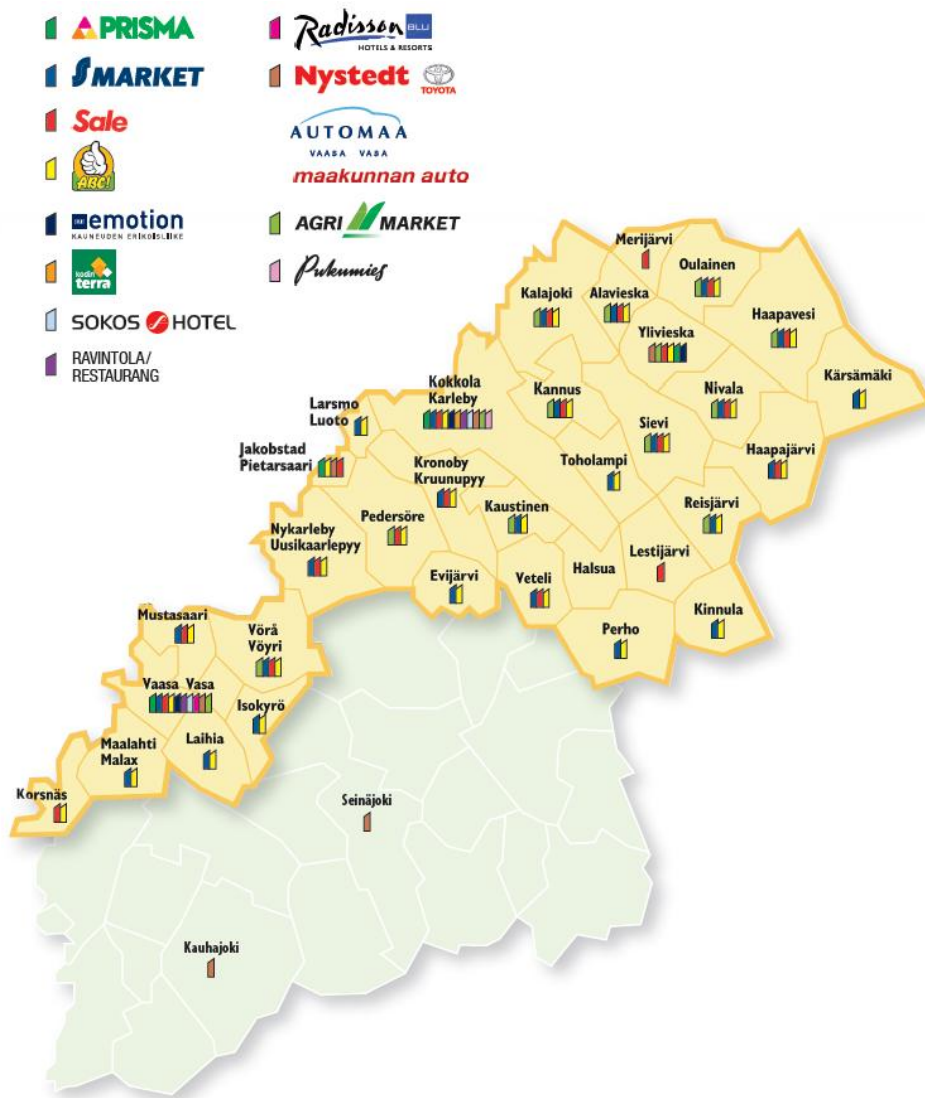 PRISMA
S MARKET
Sale
ABC!
emotion
KAUNEUDEN ERIKOISLIIKE
kodin
terra
SOKOS HOTEL
RAVINTOLA/
RESTAURANG
Radisson BLU
HOTELS & RESORTS
Nystedt
TOYOTA
AUTOMAA
VAASA VASA
maakunnan auto
AGRI MARKET
Pukumies
Merijärvi
Oulainen
Kalajoki
Alavieska
Haapavesi
Ylivieska
Kärsämäki
Kokkola
Karleby
Kannus
Nivala
Larsmo
Luoto
Sievi
Jakobstad
Pietarsaari
Kronoby
Kruunupyy
Toholampi
Haapajärvi
Pedersöre
Kaustinen
Reisjärvi
Nykarleby
Uusikaarlepyy
Evijärvi
Veteli
Halsua
Lestijärvi
Kinnula
Mustasaari
Vörå
Vöyri
Perho
Vaasa Vasa
Isokyrö
Maalahti
Malax
Laihia
Korsnäs
Seinäjoki
Kauhajoki